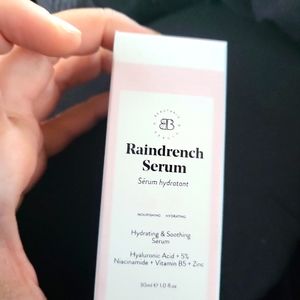 Raindrench
Serum
Sérum hydratant
NOURISHING HYDRATING
Hydrating & Soothing
Serum
Hyaluronic Acid + 5%
Niacinamide + Vitamin B5 + Zinc
30ml e 1.0 fl.oz